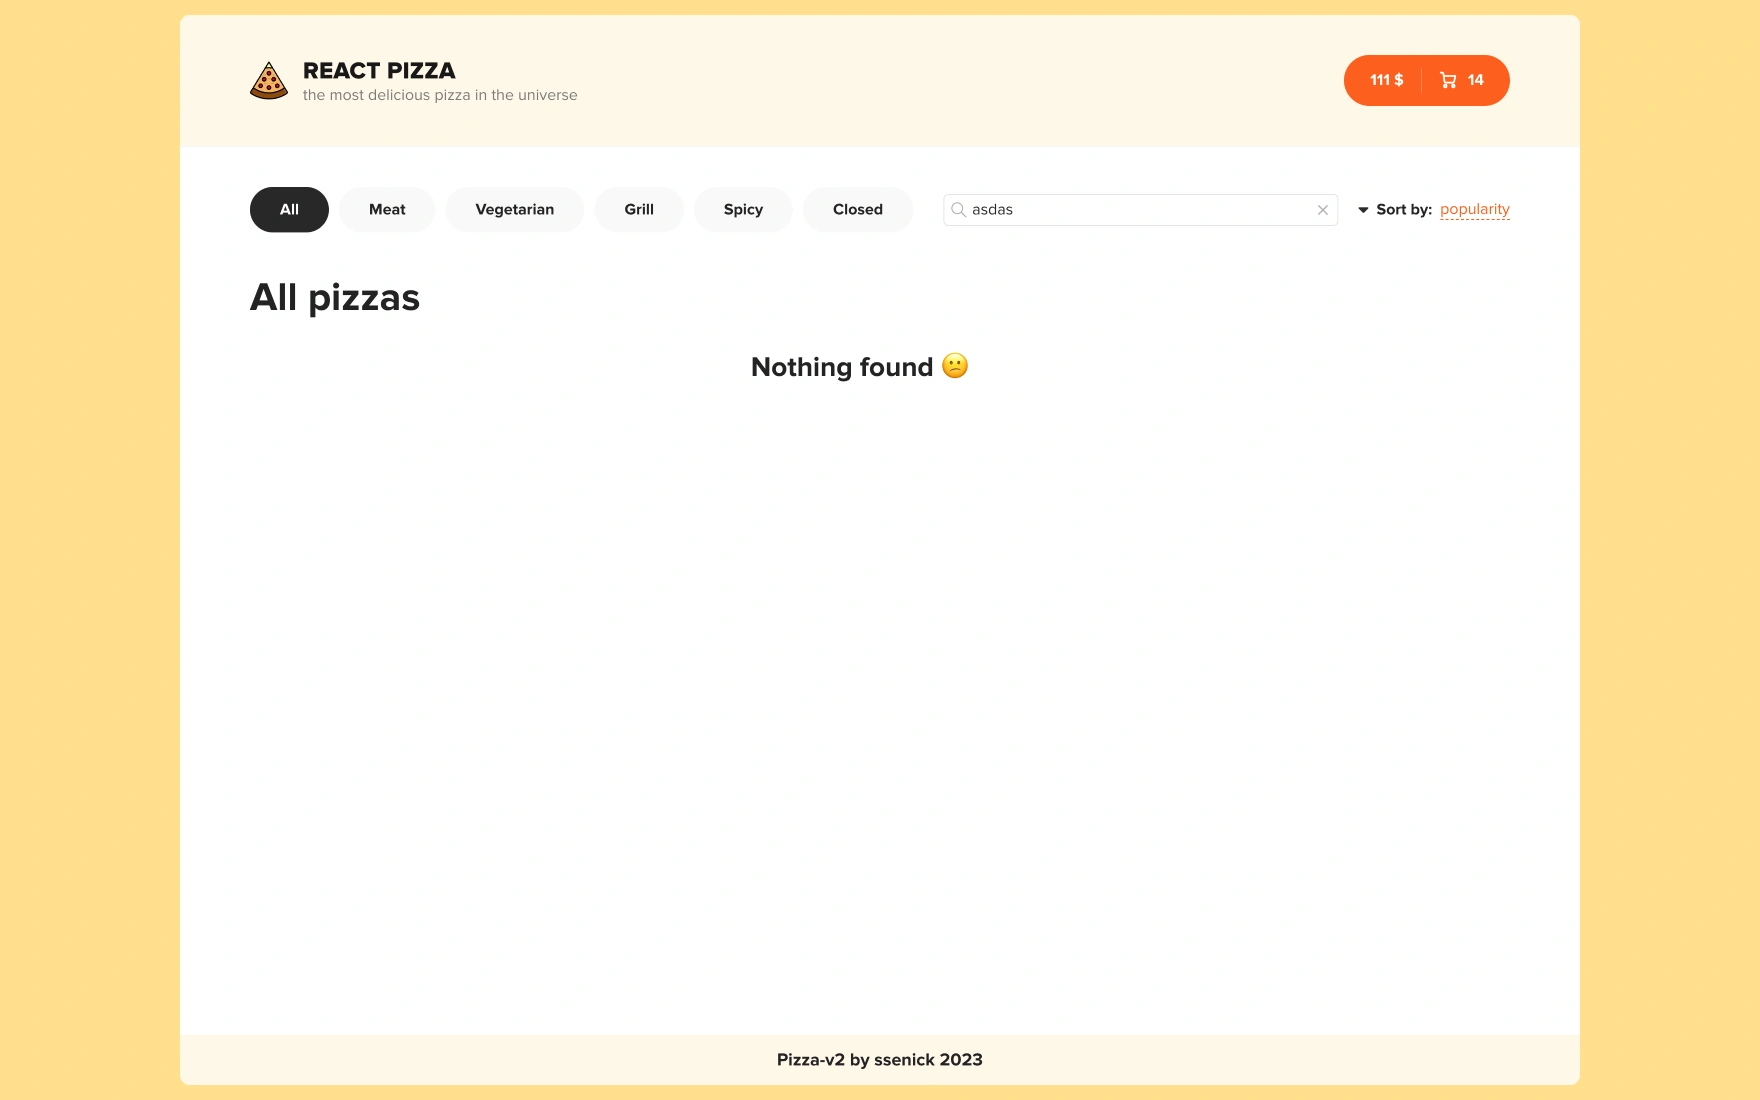 REACT PIZZA
the most delicious pizza in the universe
111 $ 14
All Meat Vegetarian Grill Spicy Closed asdas Sort by: popularity
All pizzas
Nothing found 😕
Pizza-v2 by ssenick 2023